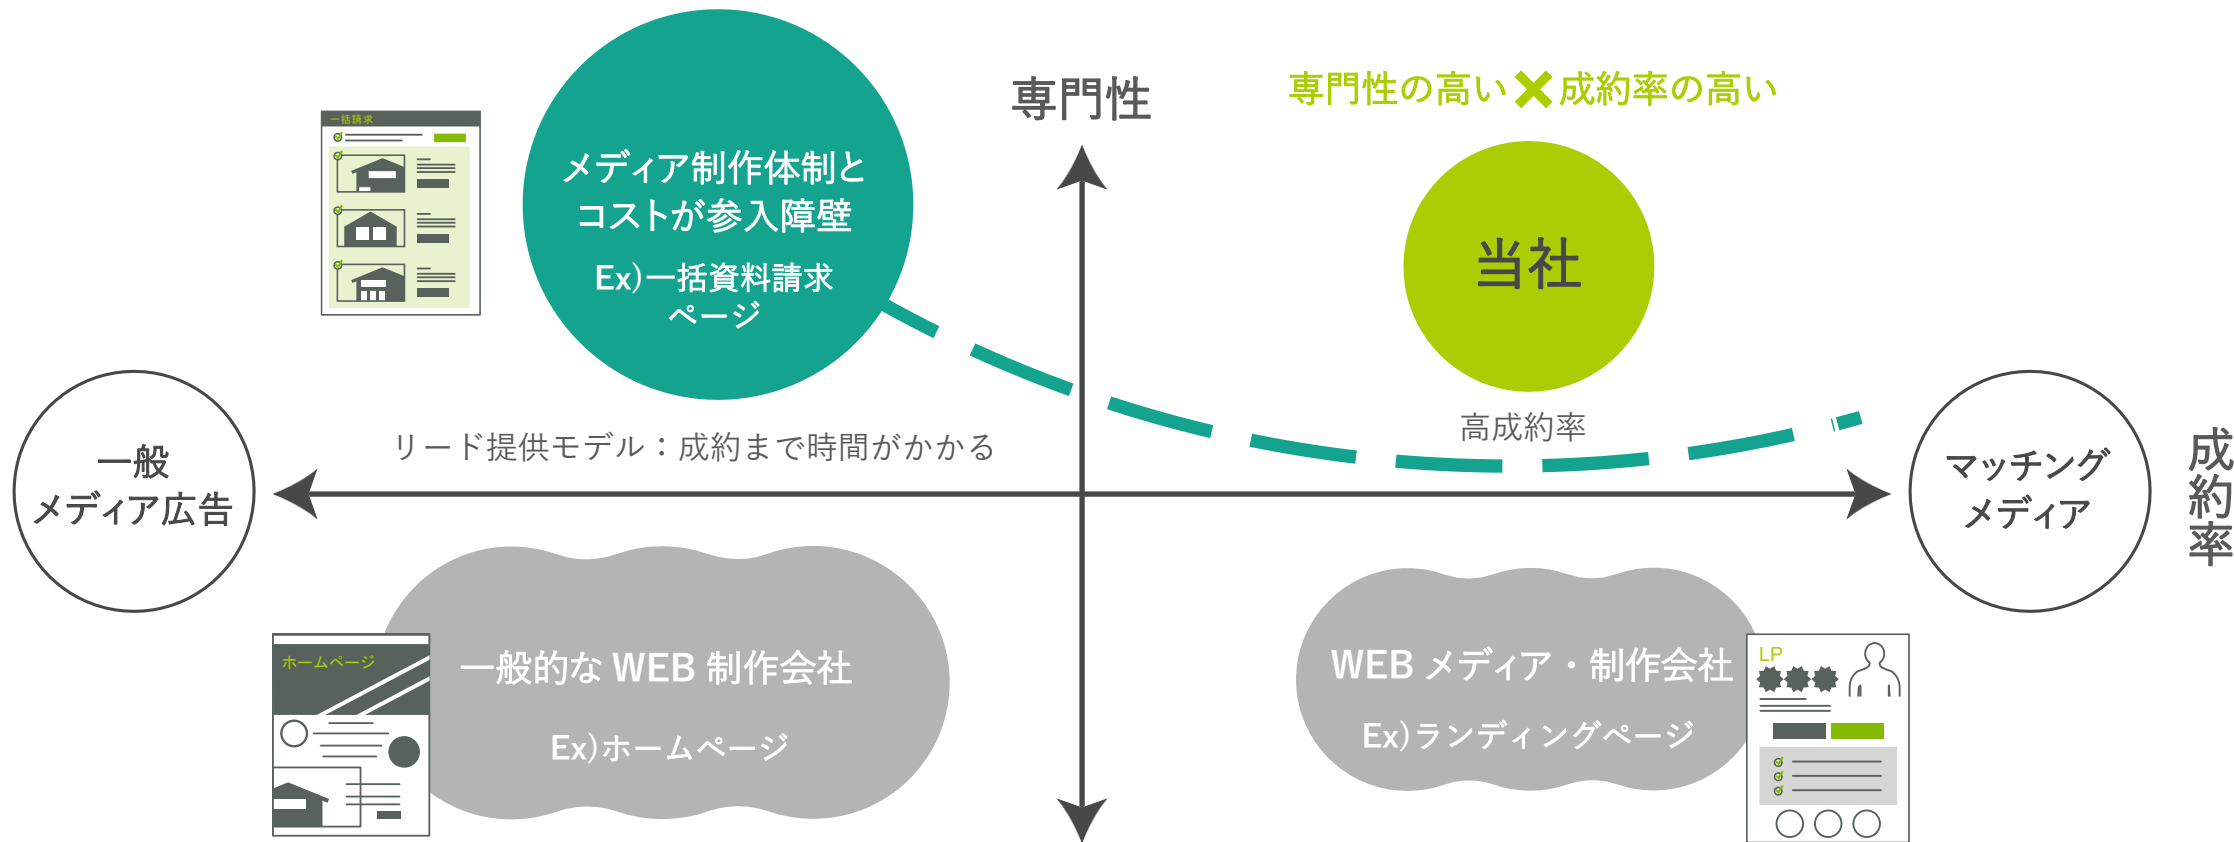 専門性
専門性の高い×成約率の高い
一括請求
メディア制作体制と
コストが参入障壁
Ex)一括資料請求
ページ
当社
リード提供モデル：成約まで時間がかかる
高成約率
一般
メディア広告
マッチング
メディア
成約率
ホームページ
一般的な WEB 制作会社
Ex)ホームページ
WEB メディア・制作会社
Ex)ランディングページ
LP